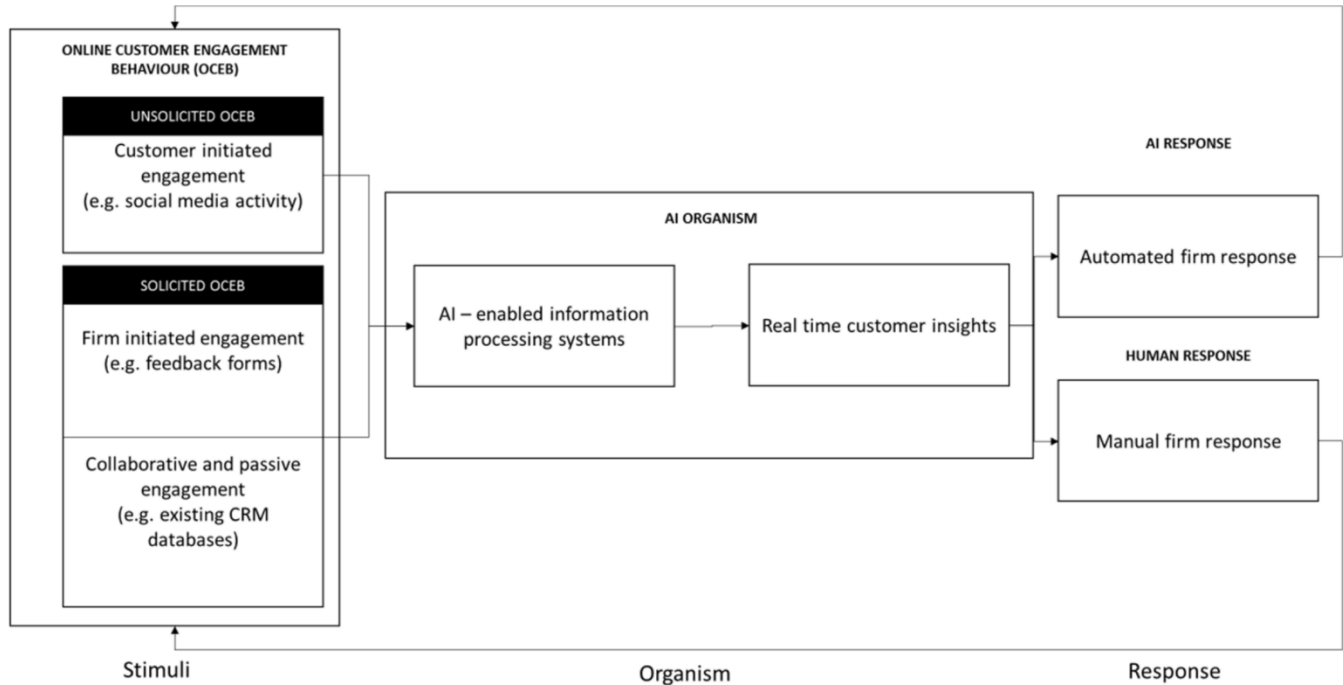 ONLINE CUSTOMER ENGAGEMENT
BEHAVIOUR (OCEB)
UNSOLICITED OCEB
Customer initiated
engagement
(e.g. social media activity)
SOLICITED OCEB
Firm initiated engagement
(e.g. feedback forms)
Collaborative and passive
engagement
(e.g. existing CRM
databases)
AI ORGANISM
AI – enabled information
processing systems
Real time customer insights
AI RESPONSE
Automated firm response
HUMAN RESPONSE
Manual firm response
Stimuli
Organism
Response